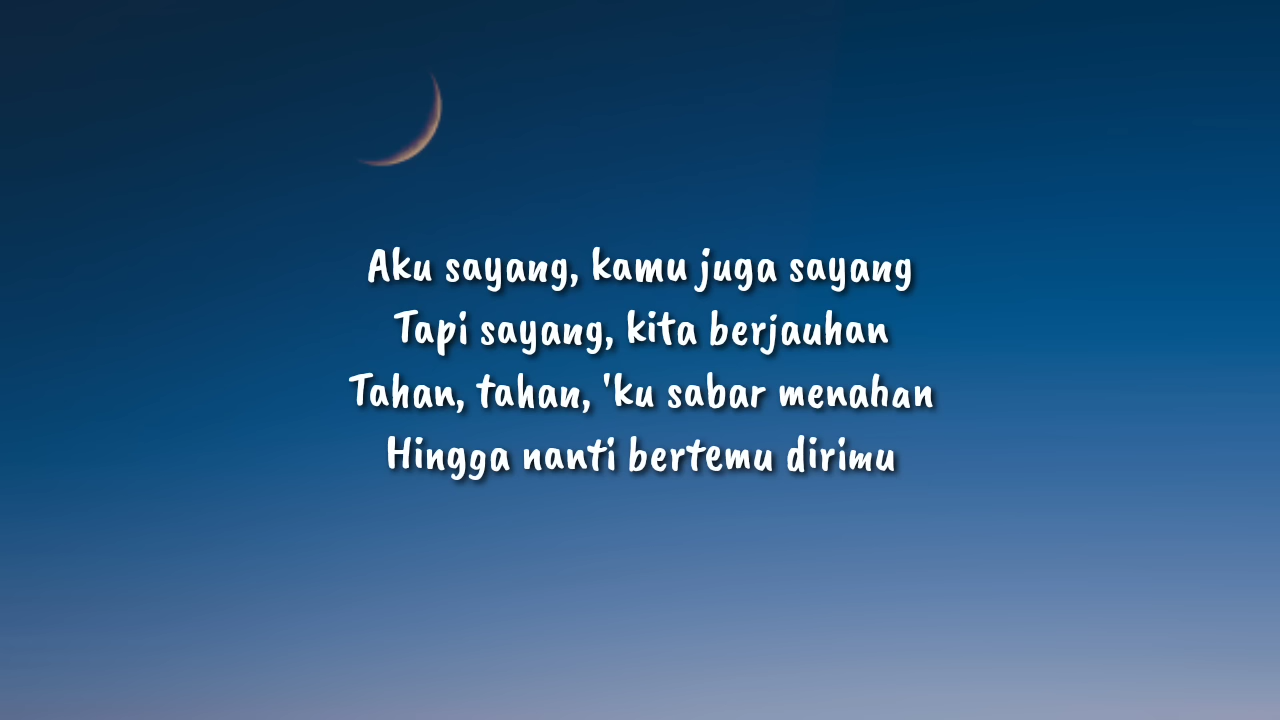 Aku sayang, kamu juga sayang
Tapi sayang, kita berjauhan
Tahan, tahan, 'ku sabar menahan
Hingga nanti bertemu dirimu